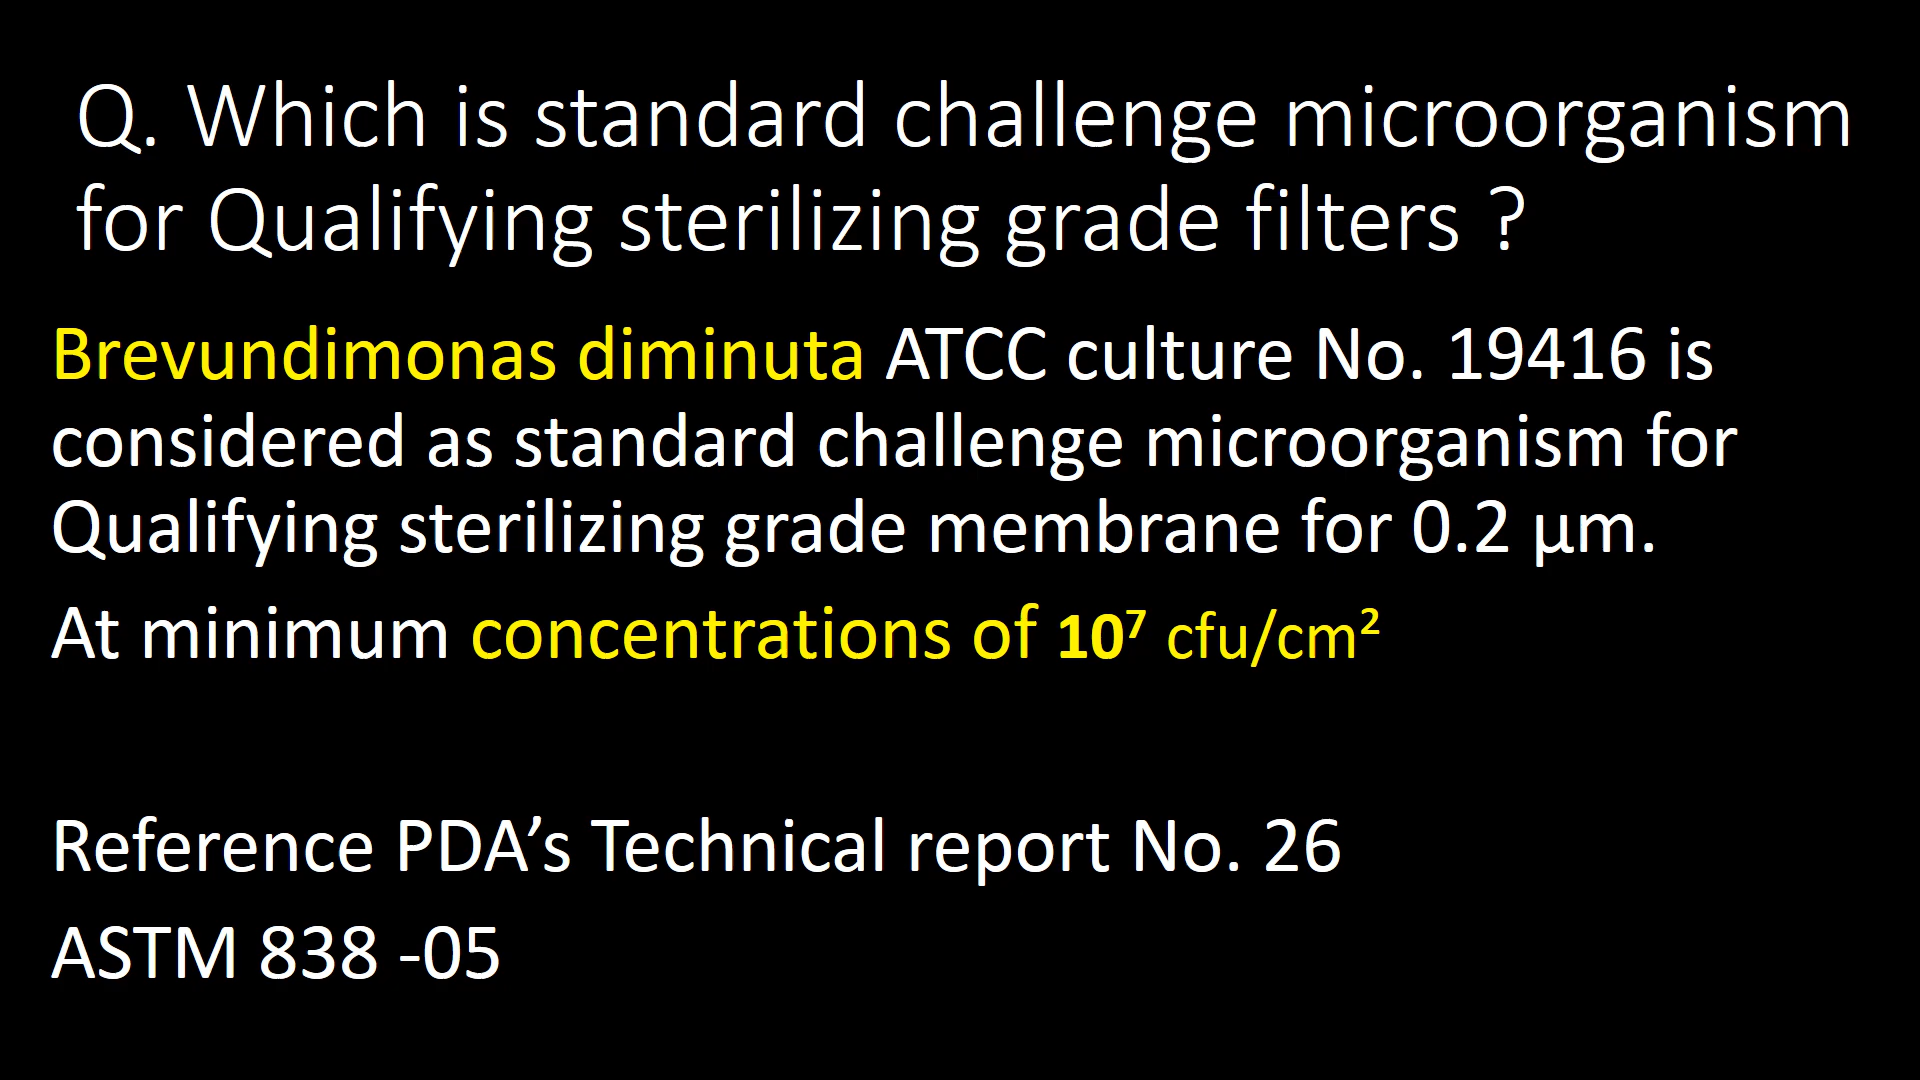 Q. Which is standard challenge microorganism
for Qualifying sterilizing grade filters ?
Brevundimonas diminuta ATCC culture No. 19416 is
considered as standard challenge microorganism for
Qualifying sterilizing grade membrane for 0.2 µm.
At minimum concentrations of 10⁷ cfu/cm²
Reference PDA’s Technical report No. 26
ASTM 838 -05